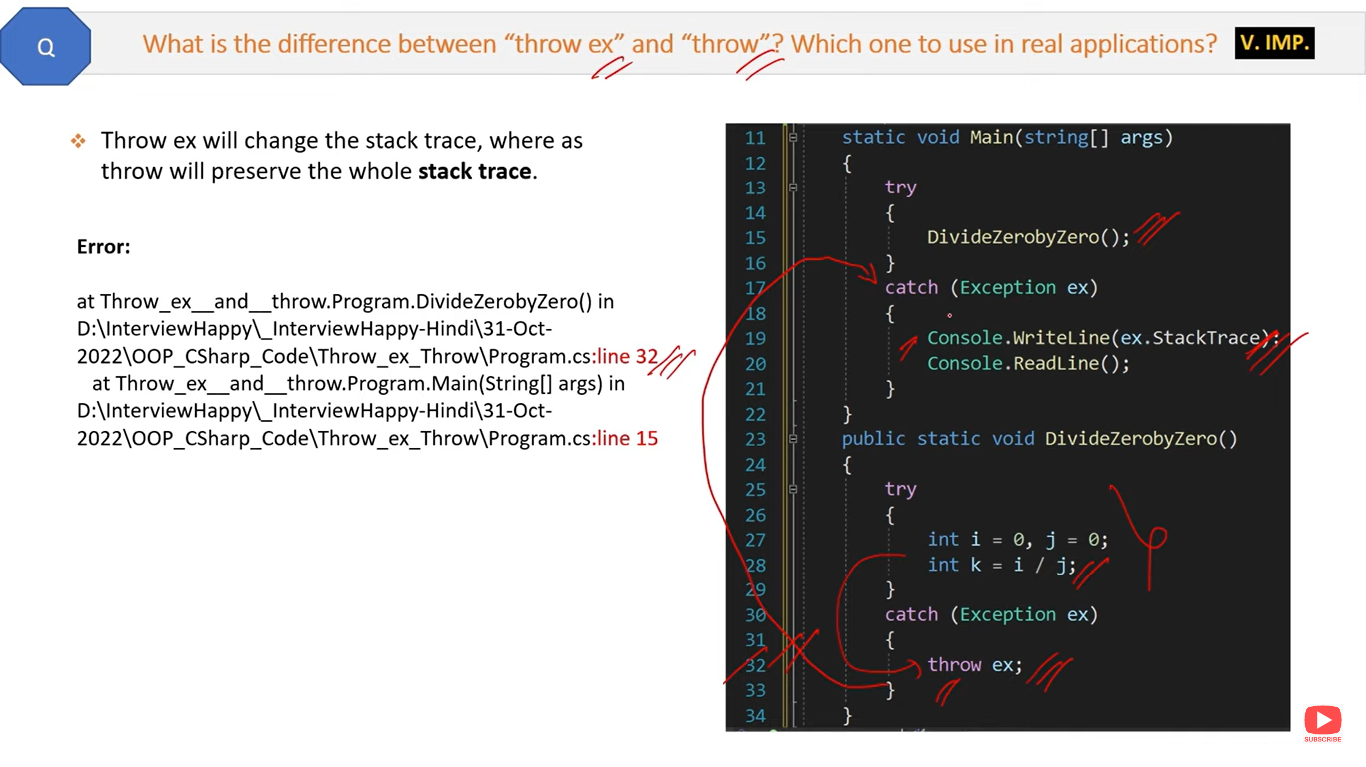 Q
What is the difference between “throw ex” and “throw”? Which one to use in real applications?
V. IMP.
Throw ex will change the stack trace, where as
throw will preserve the whole stack trace.
Error:
at Throw_ex__and__throw.Program.DivideZerobyZero() in
D:\InterviewHappy\_InterviewHappy-Hindi\31-Oct-
2022\OOP_CSharp_Code\Throw_ex_Throw\Program.cs:line 32
at Throw_ex__and__throw.Program.Main(String[] args) in
D:\InterviewHappy\_InterviewHappy-Hindi\31-Oct-
2022\OOP_CSharp_Code\Throw_ex_Throw\Program.cs:line 15
11 static void Main(string[] args)
12 {
13 try
14 {
15 DivideZerobyZero();
16 }
17 catch (Exception ex)
18 {
19 Console.WriteLine(ex.StackTrace);
20 Console.ReadLine();
21 }
22 }
23 public static void DivideZerobyZero()
24 {
25 try
26 {
27 int i = 0, j = 0;
28 int k = i / j;
29 }
30 catch (Exception ex)
31 {
32 throw ex;
33 }
34 }
SUBSCRIBE